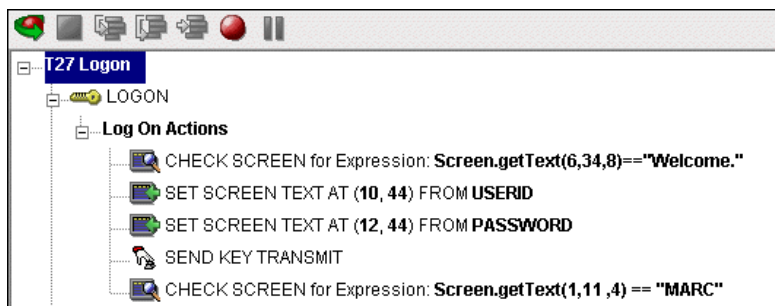 T27 Logon
LOGON
Log On Actions
CHECK SCREEN for Expression: Screen.getText(6,34,8)=="Welcome."
SET SCREEN TEXT AT (10, 44) FROM USERID
SET SCREEN TEXT AT (12, 44) FROM PASSWORD
SEND KEY TRANSMIT
CHECK SCREEN for Expression: Screen.getText(1,11 ,4) == "MARC"